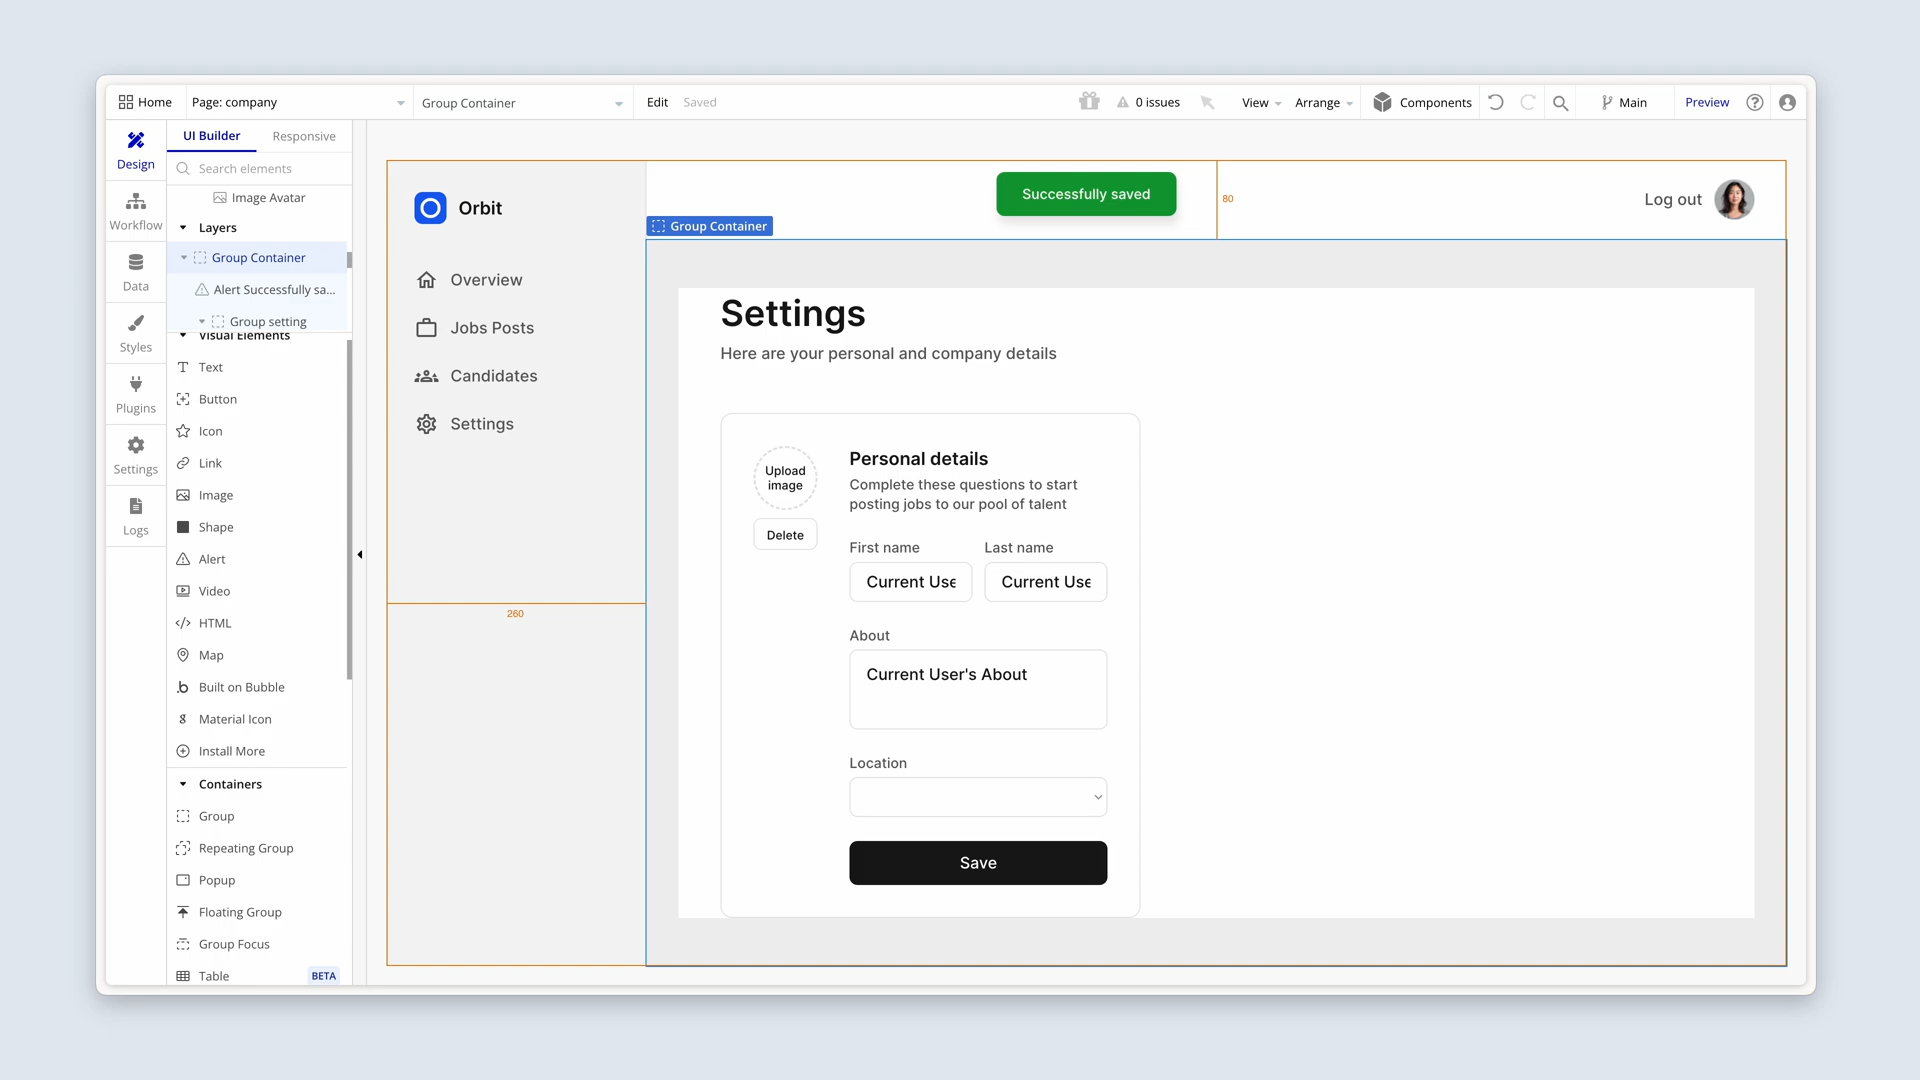 Home
Page: company
Group Container
Edit
Saved
0 issues
View
Arrange
Components
Main
Preview
Design
Workflow
Data
Styles
Plugins
Settings
Logs
UI Builder
Responsive
Search elements
Image Avatar
Layers
Group Container
Alert Successfully sa...
Group setting
Visual Elements
Text
Button
Icon
Link
Image
Shape
Alert
Video
HTML
Map
Built on Bubble
Material Icon
Install More
Containers
Group
Repeating Group
Popup
Floating Group
Group Focus
Table
BETA
Orbit
Overview
Jobs Posts
Candidates
Settings
260
Successfully saved
80
Log out
Group Container
Settings
Here are your personal and company details
Upload
image
Delete
Personal details
Complete these questions to start
posting jobs to our pool of talent
First name
Last name
Current Use
Current Use
About
Current User's About
Location
Save